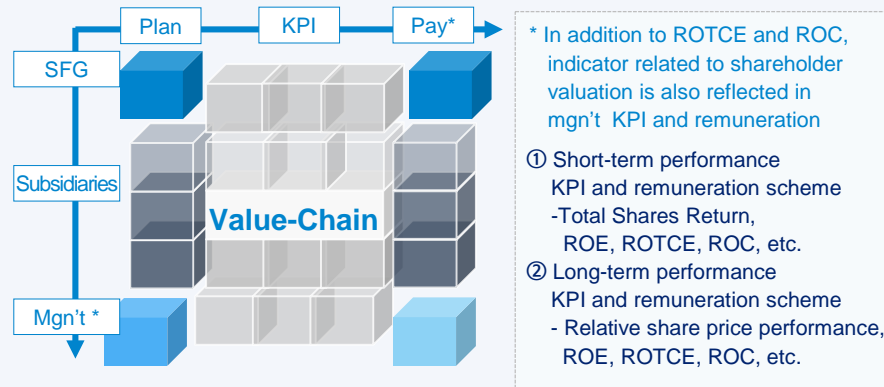 Plan
KPI
Pay*
SFG
Subsidiaries
Mgn't *
Value-Chain
* In addition to ROTCE and ROC,
indicator related to shareholder
valuation is also reflected in
mgn't KPI and remuneration
① Short-term performance
KPI and remuneration scheme
-Total Shares Return,
ROE, ROTCE, ROC, etc.
② Long-term performance
KPI and remuneration scheme
- Relative share price performance,
ROE, ROTCE, ROC, etc.